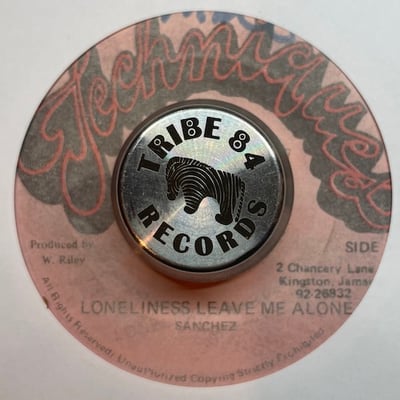 Techniques
TRIBE 84
RECORDS
Produced by
W. Riley
SIDE
2 Chancery Lane
Kingston, Jama
92-26832
LONELINESS LEAVE ME ALONE
SANCHEZ
All Rights Reserved: Unauthorized Copying Strictly Prohibited